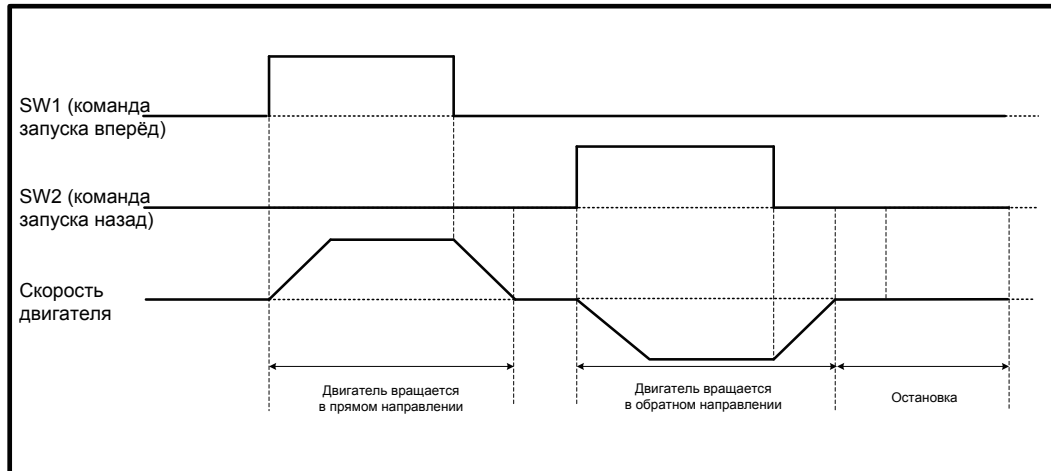 SW1 (команда
запуска вперёд)
SW2 (команда
запуска назад)
Скорость
двигателя
Двигатель вращается
в прямом направлении
Двигатель вращается
в обратном направлении
Остановка